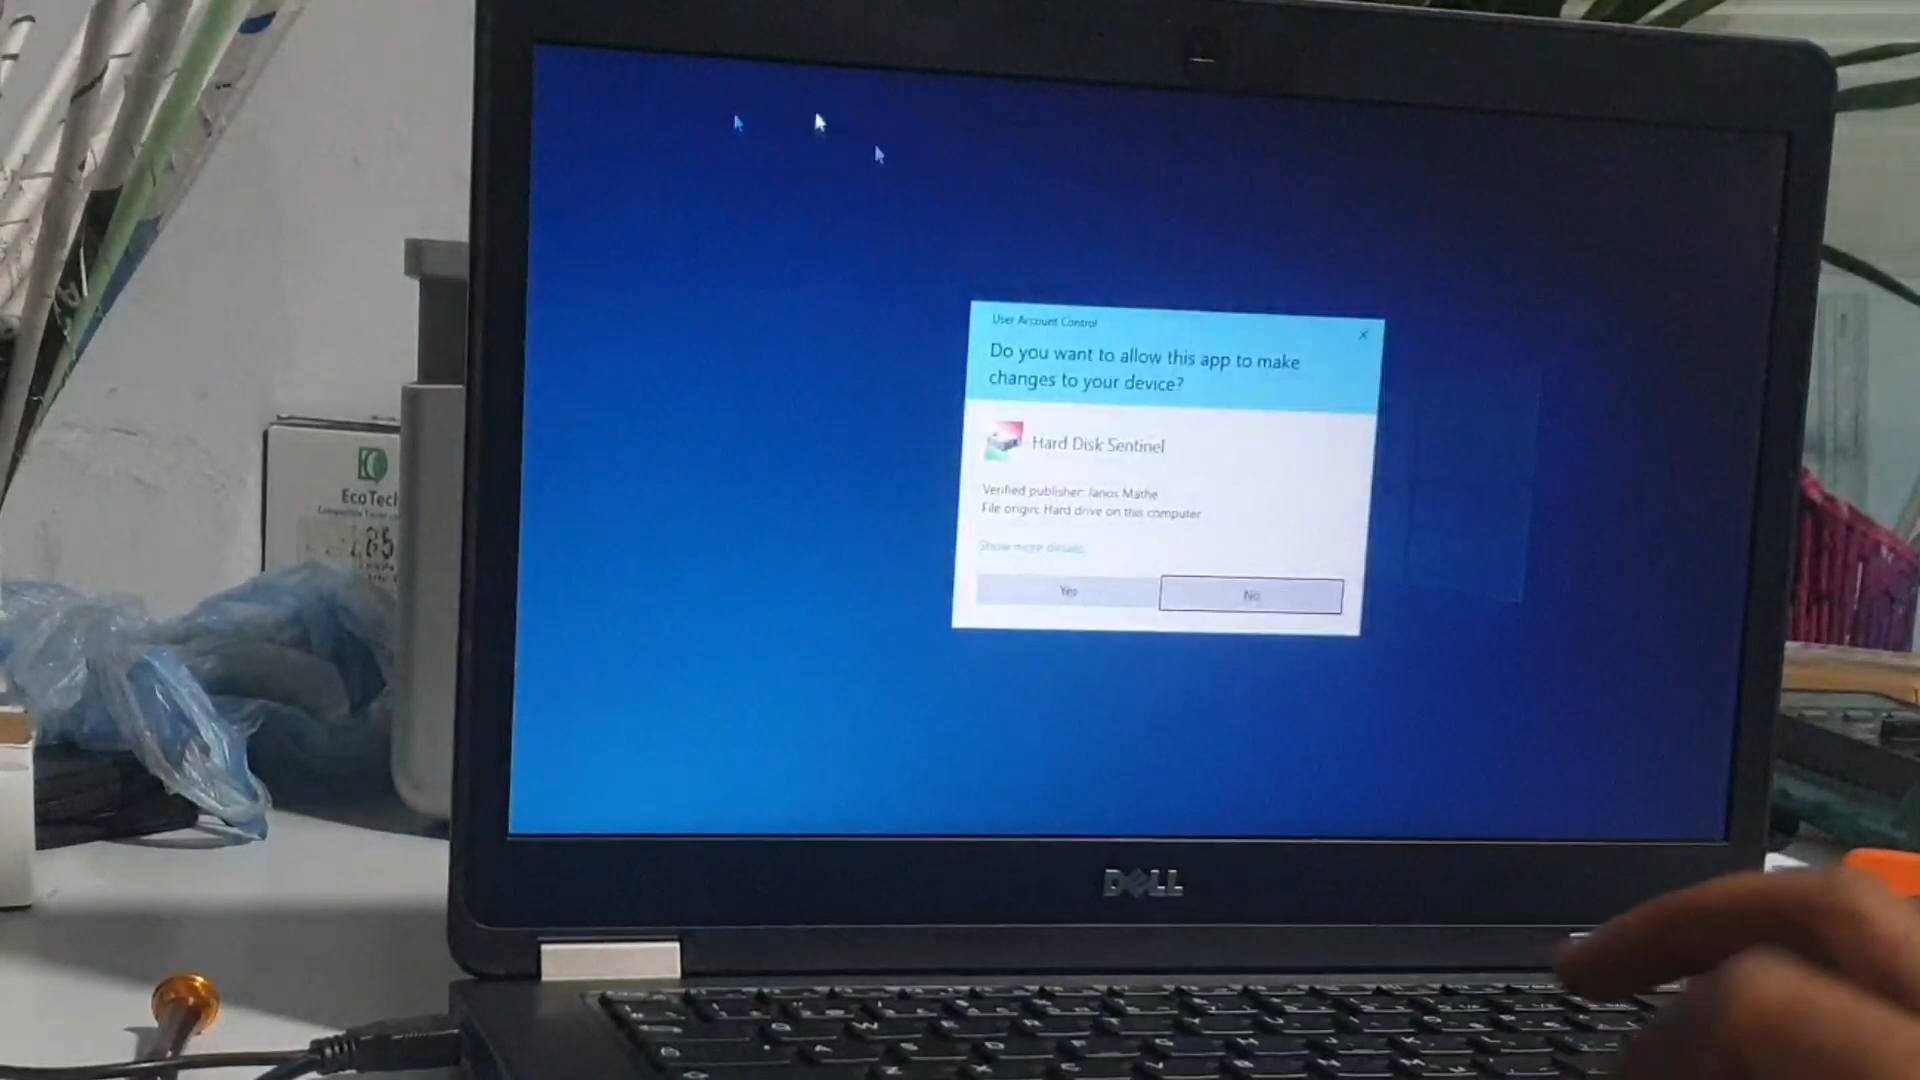 User Account Control
Do you want to allow this app to make
changes to your device?
Hard Disk Sentinel
Verified publisher: Janos Mathe
File origin: Hard drive on this computer
Show more details
Yes
No
EcoTech
DELL